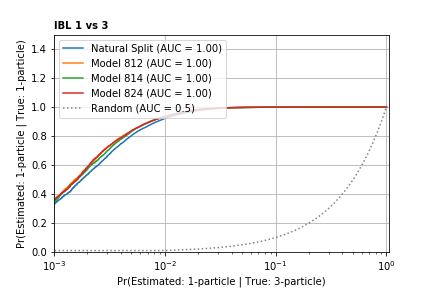 IBL 1 vs 3
Pr(Estimated: 1-particle | True: 1-particle)
1.4
1.2
1.0
0.8
0.6
0.4
0.2
0.0
Natural Split (AUC = 1.00)
Model 812 (AUC = 1.00)
Model 814 (AUC = 1.00)
Model 824 (AUC = 1.00)
Random (AUC = 0.5)
10⁻³ 10⁻² 10⁻¹ 10⁰
Pr(Estimated: 1-particle | True: 3-particle)